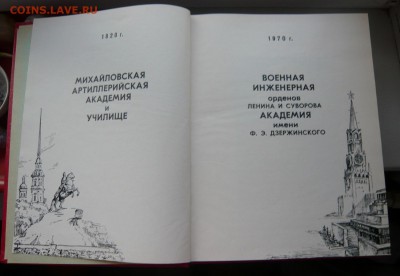 COINS.LAVE.RU
1820 г.
МИХАЙЛОВСКАЯ
АРТИЛЛЕРИЙСКАЯ
АКАДЕМИЯ
и
УЧИЛИЩЕ
1970 г.
ВОЕННАЯ
ИНЖЕНЕРНАЯ
орденов
ЛЕНИНА И СУВОРОВА
АКАДЕМИЯ
имени
Ф. Э. ДЗЕРЖИНСКОГО